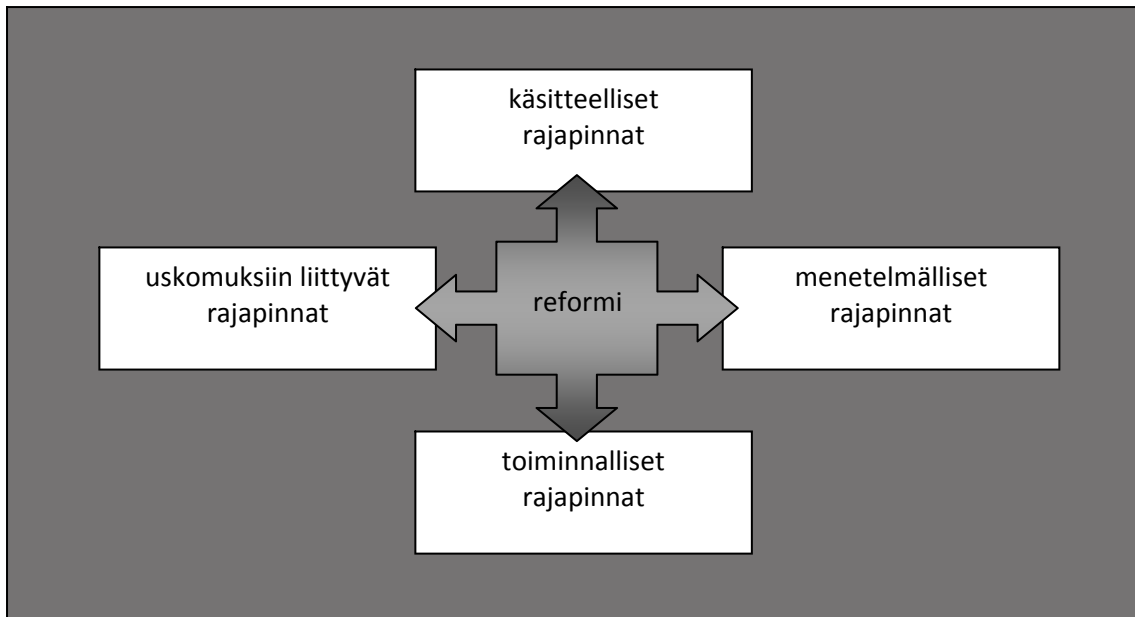 käsitteelliset
rajapinnat
uskomuksiin liittyvät
rajapinnat
reformi
menetelmälliset
rajapinnat
toiminnalliset
rajapinnat